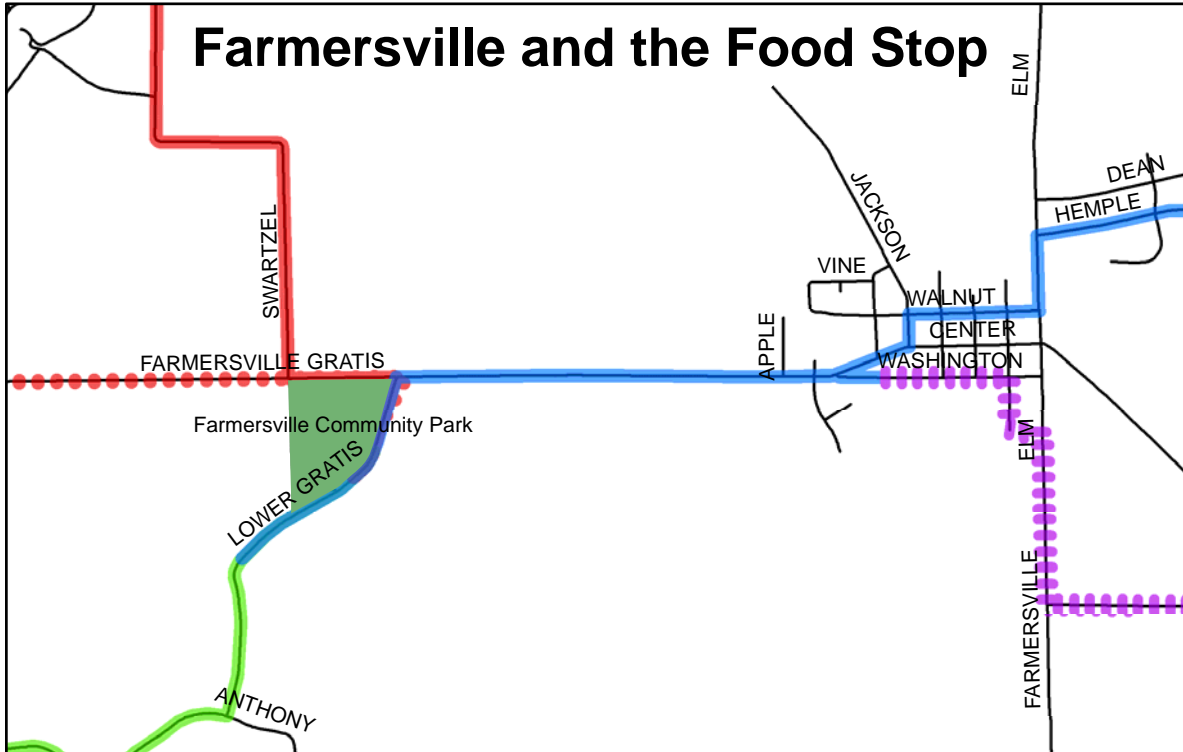 Farmersville and the Food Stop
ELM
DEAN
HEMPLE
JACKSON
SWARTZEL
VINE
WALNUT
CENTER
APPLE
WASHINGTON
FARMERSVILLE GRATIS
Farmersville Community Park
ELM
LOWER GRATIS
FARMERSVILLE
ANTHONY